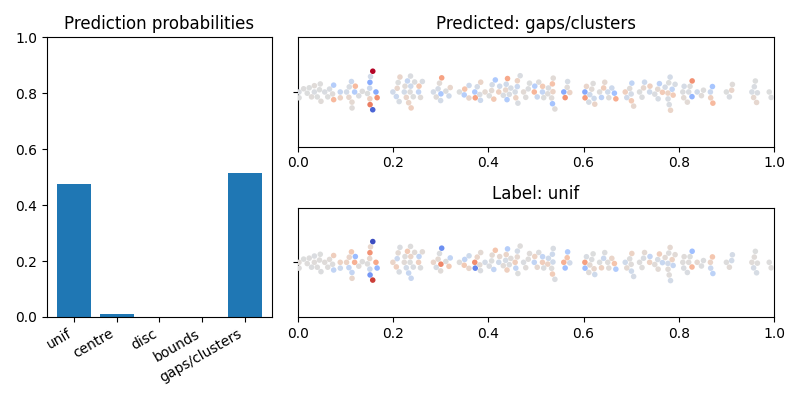 Prediction probabilities
1.0
0.8
0.6
0.4
0.2
0.0
unif
centre
disc
bounds
gaps/clusters
Predicted: gaps/clusters
0.0 0.2 0.4 0.6 0.8 1.0
Label: unif
0.0 0.2 0.4 0.6 0.8 1.0